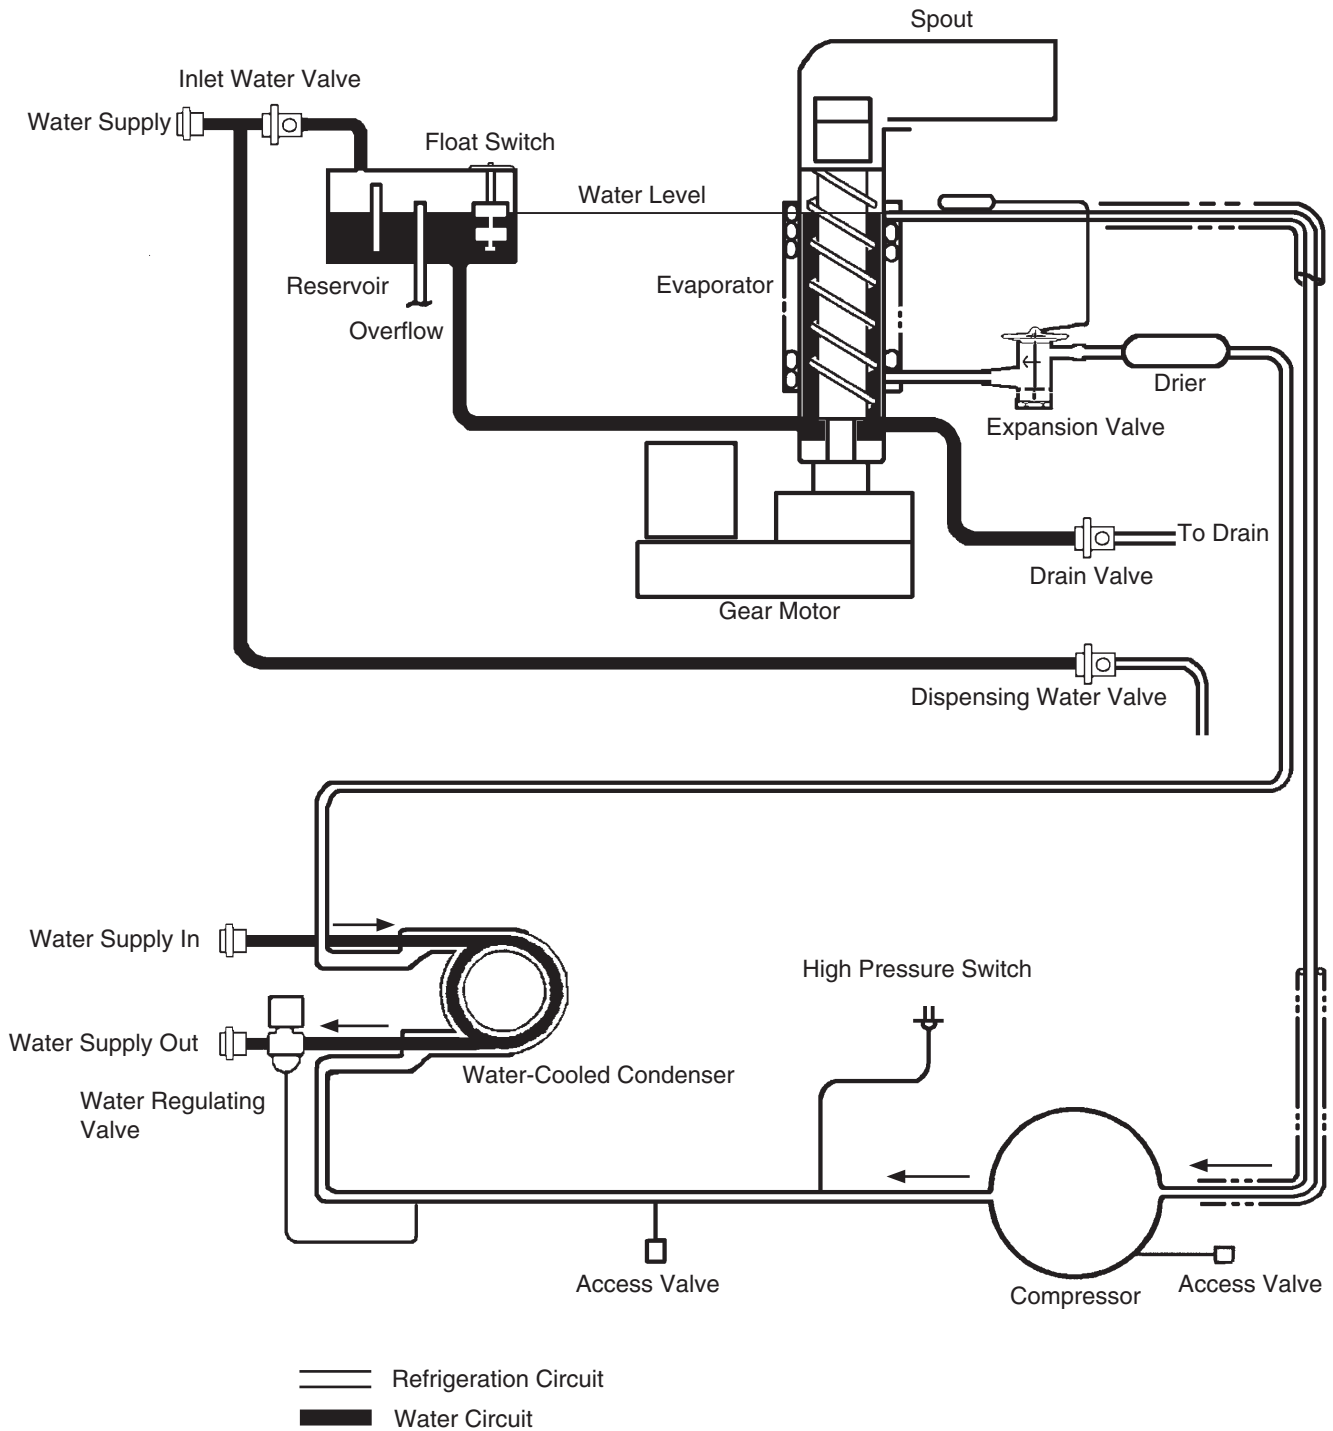 Spout
Inlet Water Valve
Water Supply
Float Switch
Water Level
Reservoir
Evaporator
Overflow
Drier
Expansion Valve
To Drain
Drain Valve
Gear Motor
Dispensing Water Valve
Water Supply In
High Pressure Switch
Water Supply Out
Water-Cooled Condenser
Water Regulating
Valve
Access Valve
Access Valve
Compressor
Refrigeration Circuit
Water Circuit